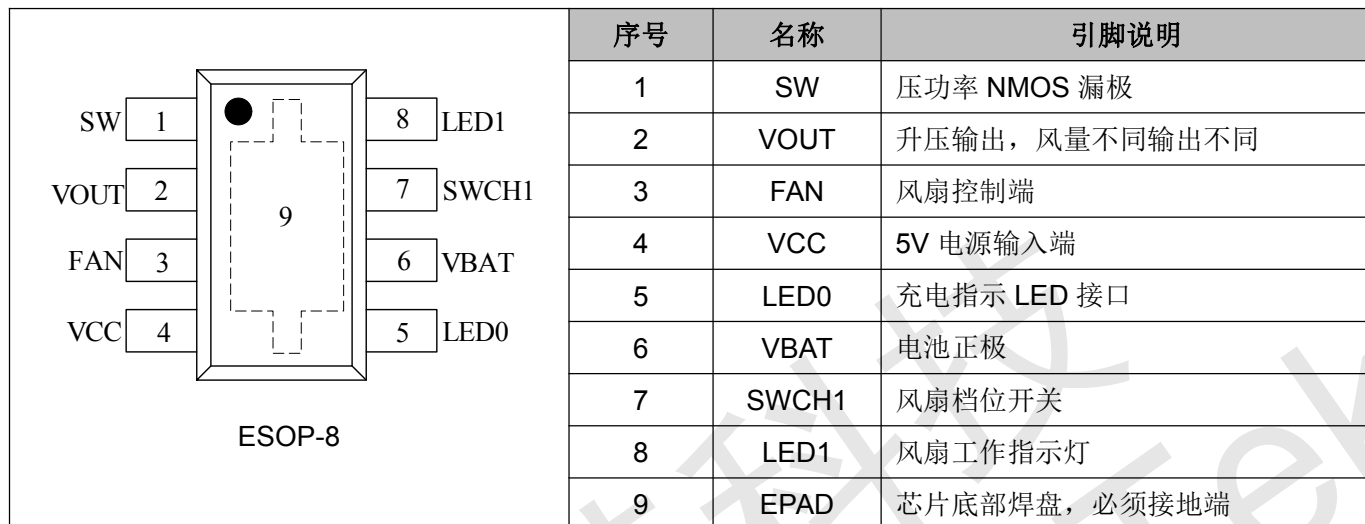 SW 1 8 LED1
VOUT 2 7 SWCH1
9
FAN 3 6 VBAT
VCC 4 5 LED0
ESOP-8
序号 名称 引脚说明
1 SW 压功率 NMOS 漏极
2 VOUT 升压输出，风量不同输出不同
3 FAN 风扇控制端
4 VCC 5V 电源输入端
5 LED0 充电指示 LED 接口
6 VBAT 电池正极
7 SWCH1 风扇档位开关
8 LED1 风扇工作指示灯
9 EPAD 芯片底部焊盘，必须接地端